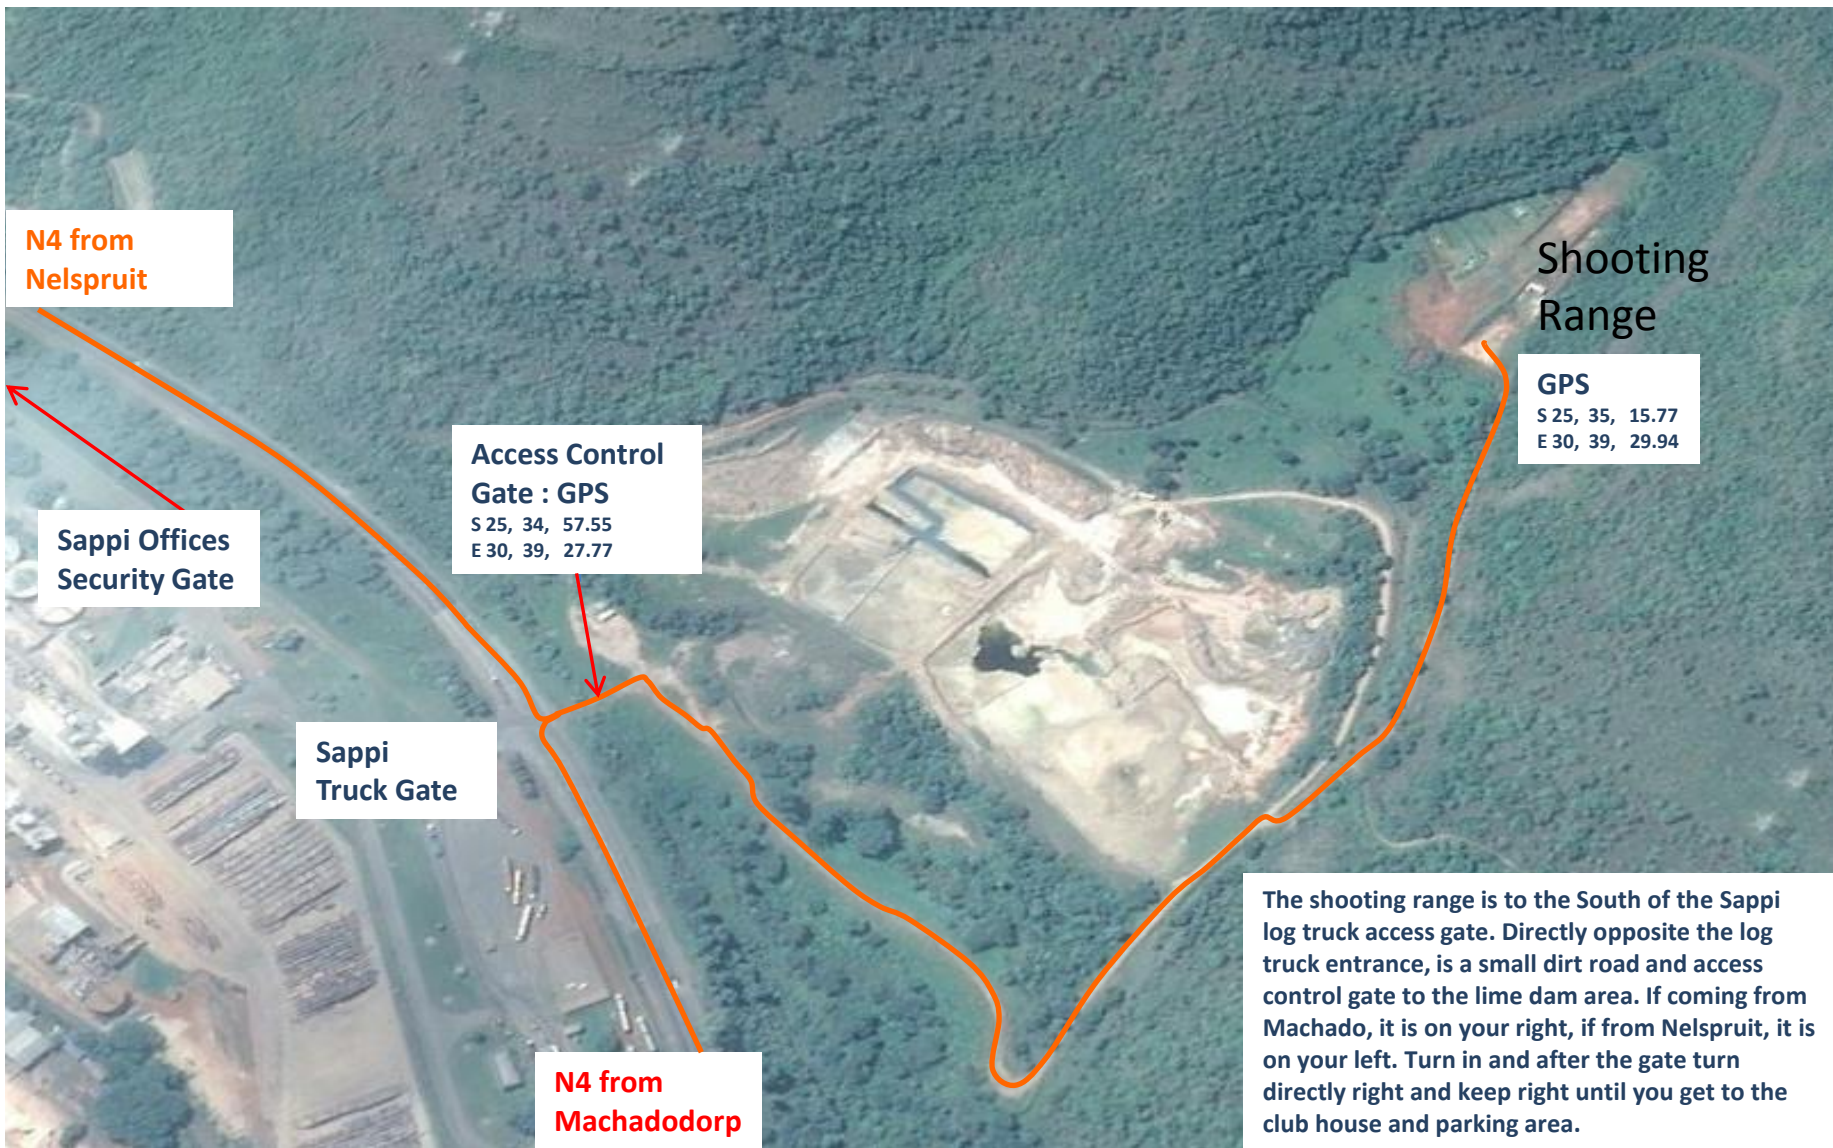 N4 from
Nelspruit
Shooting
Range
GPS
S 25, 35, 15.77
E 30, 39, 29.94
Access Control
Gate : GPS
S 25, 34, 57.55
E 30, 39, 27.77
Sappi Offices
Security Gate
Sappi
Truck Gate
The shooting range is to the South of the Sappi
log truck access gate. Directly opposite the log
truck entrance, is a small dirt road and access
control gate to the lime dam area. If coming from
Machado, it is on your right, if from Nelspruit, it is
on your left. Turn in and after the gate turn
directly right and keep right until you get to the
club house and parking area.
N4 from
Machadodorp